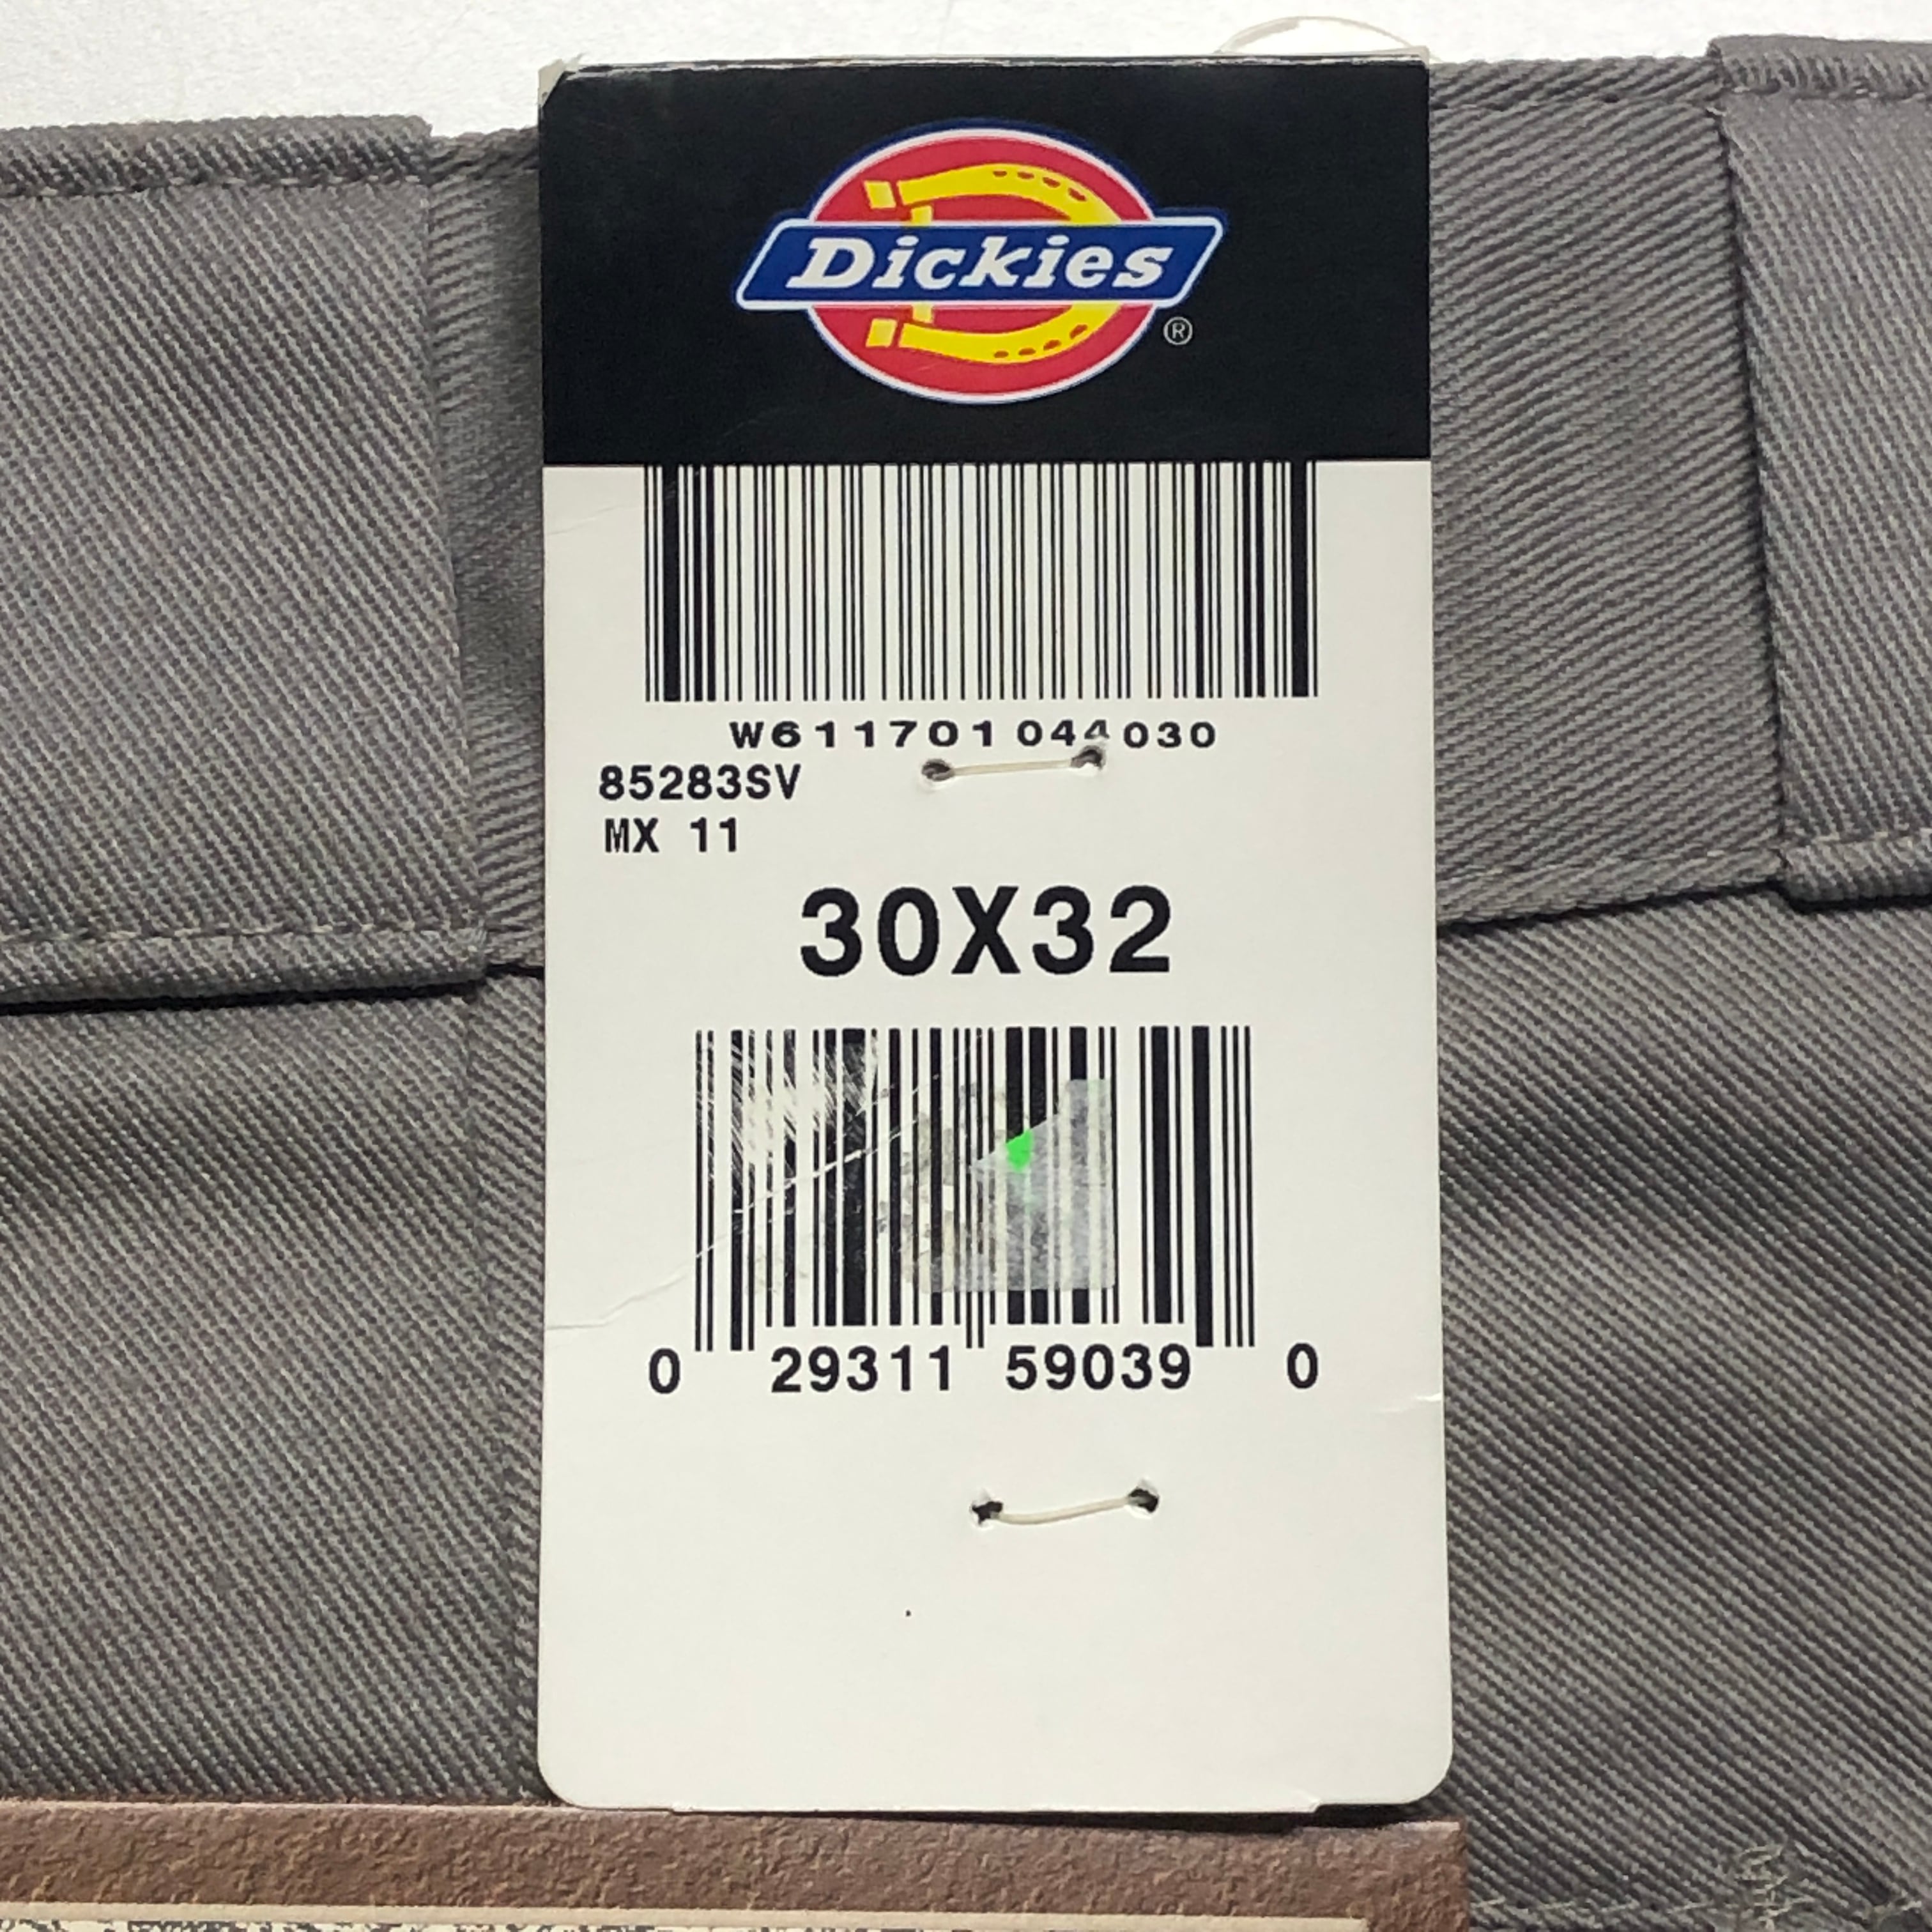 Dickies
®
W611701044030
85283SV
MX 11
30X32
0 29311 59039 0